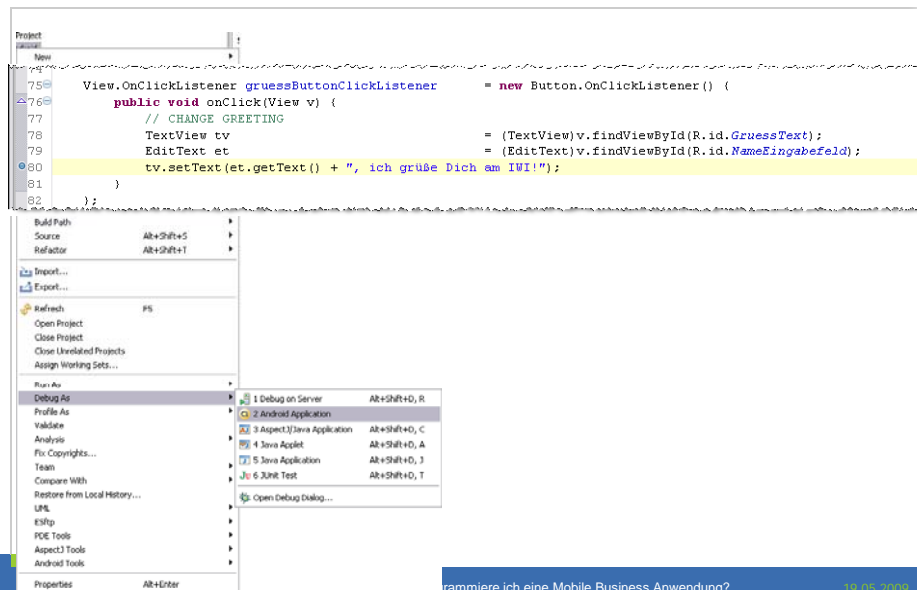 Project
New
74
75 View.OnClickListener gruessButtonClickListener = new Button.OnClickListener() {
76 public void onClick(View v) {
77 // CHANGE GREETING
78 TextView tv = (TextView)v.findViewById(R.id.GruessText);
79 EditText et = (EditText)v.findViewById(R.id.NameEingabefeld);
80 tv.setText(et.getText() + ", ich grüße Dich am IWI!");
81 }
82 };
Build Path
Source Alt+Shift+S
Refactor Alt+Shift+T
Import...
Export...
Refresh F5
Open Project
Close Project
Close Unrelated Projects
Assign Working Sets...
Run As
Debug As
1 Debug on Server Alt+Shift+D, R
Profile As
2 Android Application
Validate
3 AspectJ/Java Application Alt+Shift+D, C
Analysis
4 Java Applet Alt+Shift+D, A
Fix Copyrights...
5 Java Application Alt+Shift+D, J
Team
6 JUnit Test Alt+Shift+D, T
Compare With
Restore from Local History...
Open Debug Dialog...
UML
ESftp
PDE Tools
AspectJ Tools
Android Tools
Properties Alt+Enter
rammiere ich eine Mobile Business Anwendung? 19.05.2009